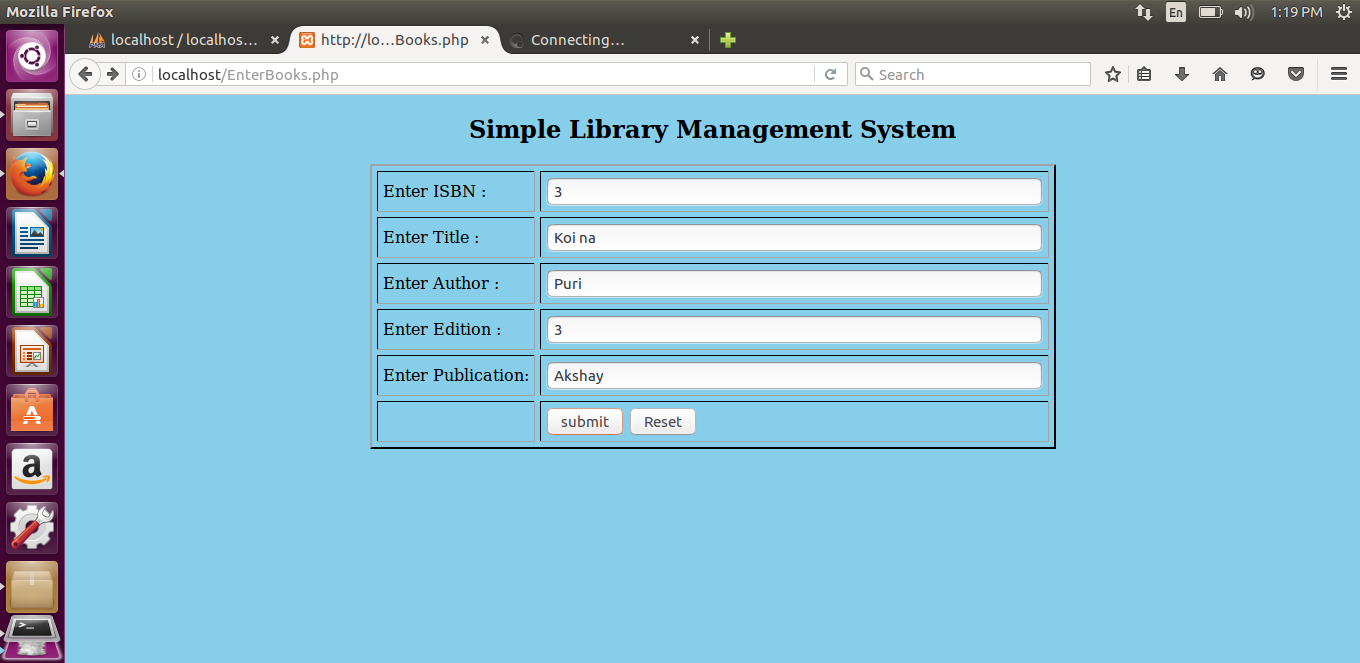 Mozilla Firefox En 1:19 PM
localhost / localhos... http://lo...Books.php Connecting...
localhost/EnterBooks.php Search
Simple Library Management System
Enter ISBN : 3
Enter Title : Koi na
Enter Author : Puri
Enter Edition : 3
Enter Publication: Akshay
submit Reset